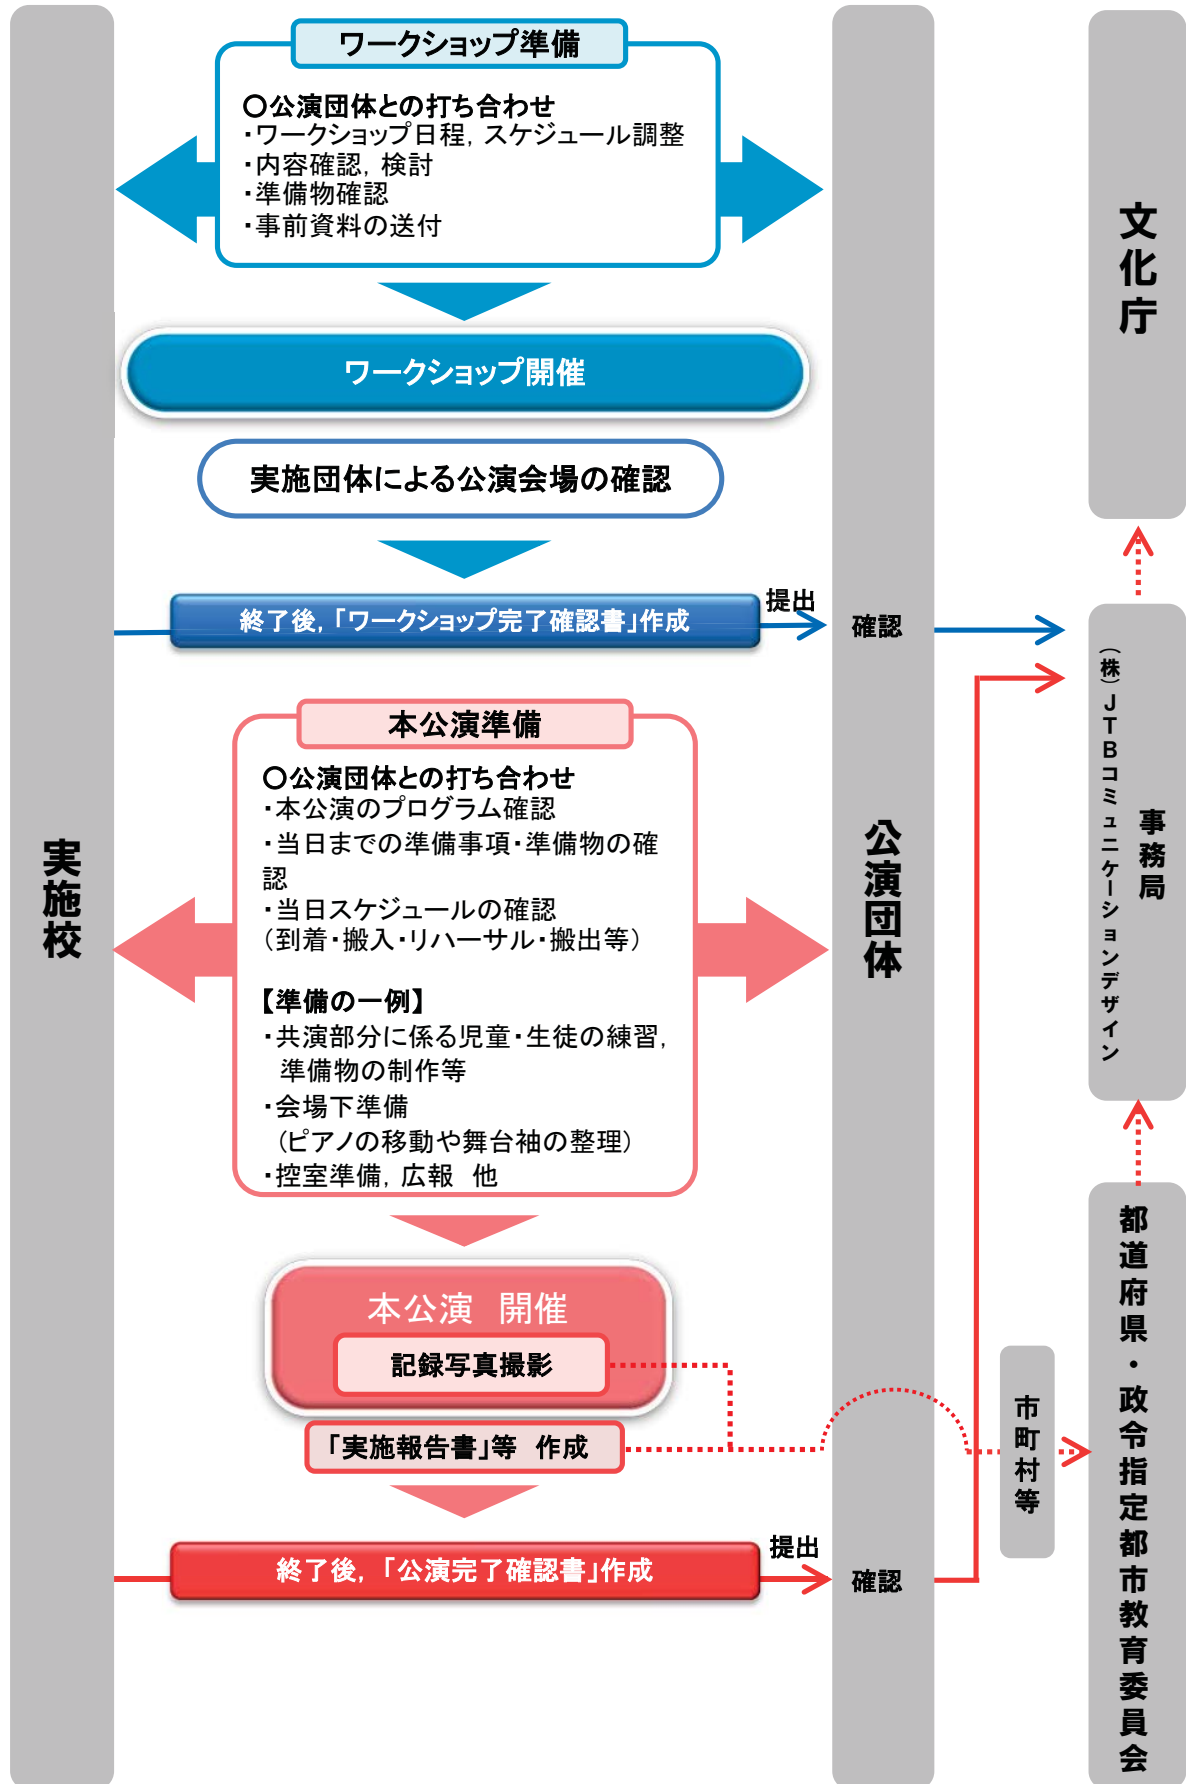 ワークショップ準備
〇公演団体との打ち合わせ
・ワークショップ日程, スケジュール調整
・内容確認, 検討
・準備物確認
・事前資料の送付
ワークショップ開催
実施団体による公演会場の確認
終了後, 「ワークショップ完了確認書」作成
提出
確認
本公演準備
〇公演団体との打ち合わせ
・本公演のプログラム確認
・当日までの準備事項・準備物の確
認
・当日スケジュールの確認
（到着・搬入・リハーサル・搬出等）
【準備の一例】
・共演部分に係る児童・生徒の練習,
準備物の制作等
・会場下準備
（ピアノの移動や舞台袖の整理）
・控室準備, 広報　他
本公演　開催
記録写真撮影
「実施報告書」等　作成
終了後, 「公演完了確認書」作成
提出
確認
実施校
公演団体
文化庁
事務局
（株）ＪＴＢコミュニケーションデザイン
市町村等
都道府県・政令指定都市教育委員会